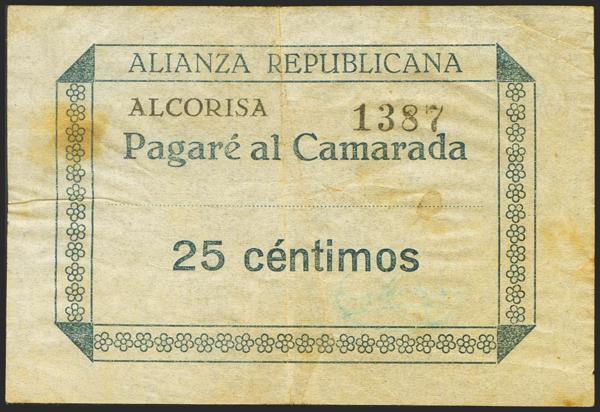 ALIANZA REPUBLICANA
ALCORISA 1387
Pagaré al Camarada
25 céntimos